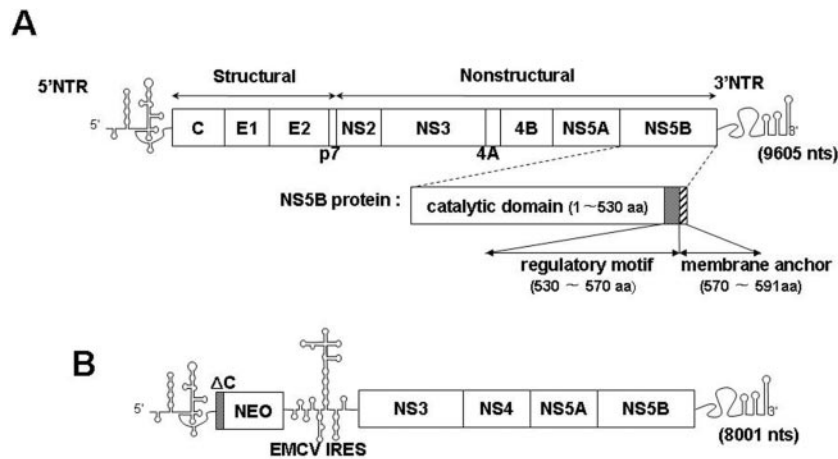 A
5'NTR
Structural
Nonstructural
3'NTR
5'
C E1 E2 NS2 NS3 4B NS5A NS5B
3'
p7 4A
(9605 nts)
NS5B protein :
catalytic domain (1~530 aa)
regulatory motif
membrane anchor
(530 ~ 570 aa)
(570 ~ 591aa)
B
ΔC
5'
NEO
NS3 NS4 NS5A NS5B
3'
EMCV IRES
(8001 nts)